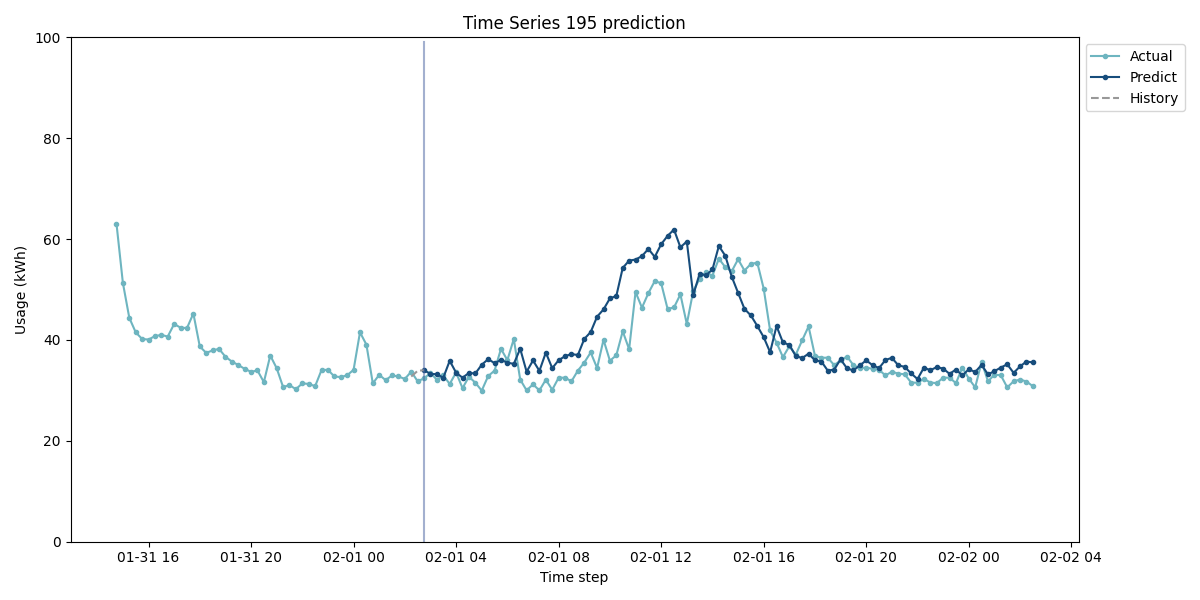 Time Series 195 prediction
Usage (kWh)
100
80
60
40
20
0
01-31 16
01-31 20
02-01 00
02-01 04
02-01 08
02-01 12
02-01 16
02-01 20
02-02 00
02-02 04
Time step
Actual
Predict
History